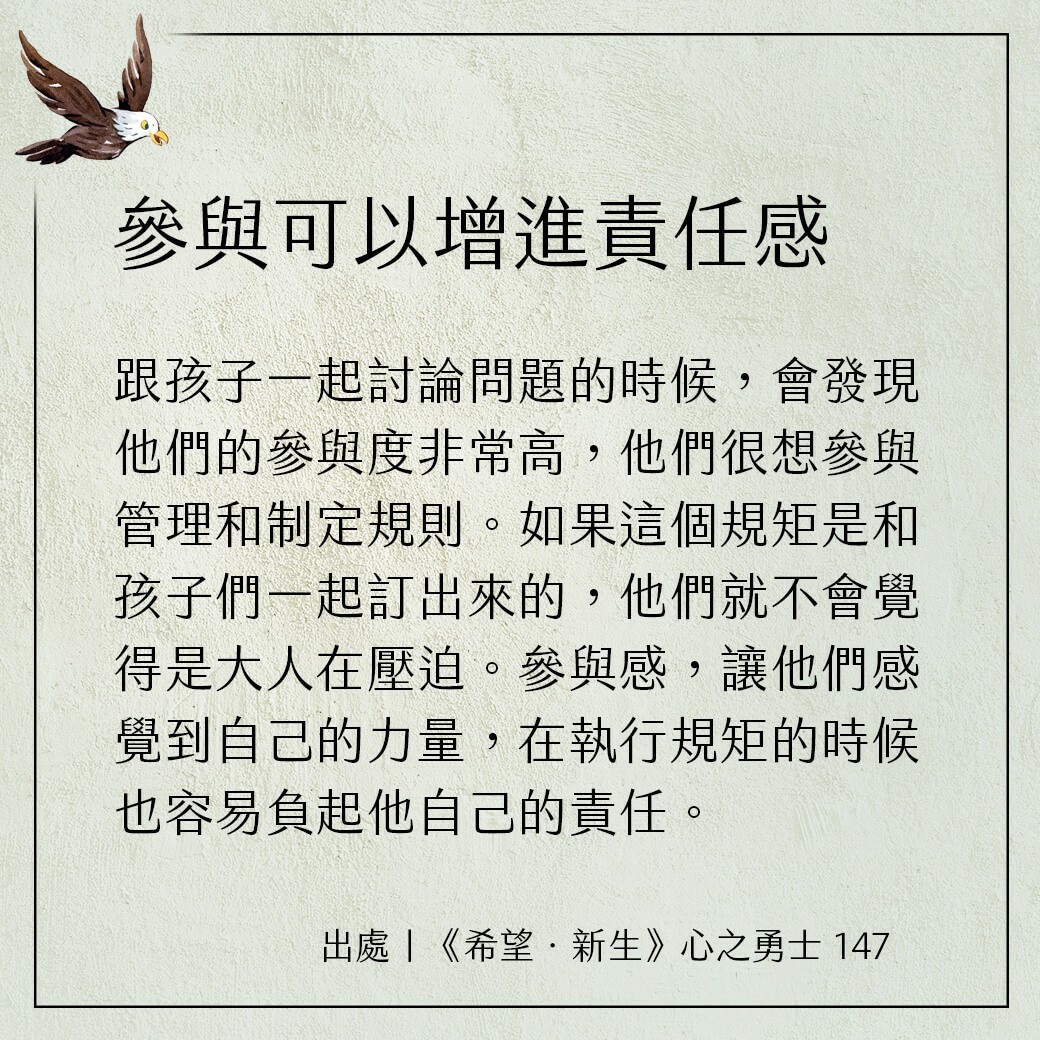 參與可以增進責任感
跟孩子一起討論問題的時候，會發現
他們的參與度非常高，他們很想參與
管理和制定規則。如果這個規矩是和
孩子們一起訂出來的，他們就不會覺
得是大人在壓迫。參與感，讓他們感
覺到自己的力量，在執行規矩的時候
也容易負起他自己的責任。
出處｜《希望．新生》心之勇士 147